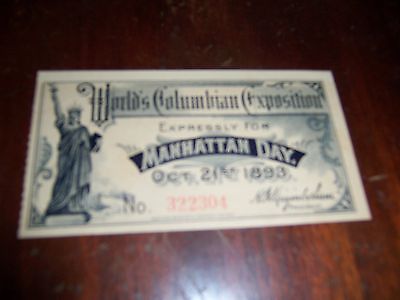 World's Columbian Exposition
EXPRESSLY FOR
MANHATTAN DAY.
OCT. 21ST 1893.
No. 322304